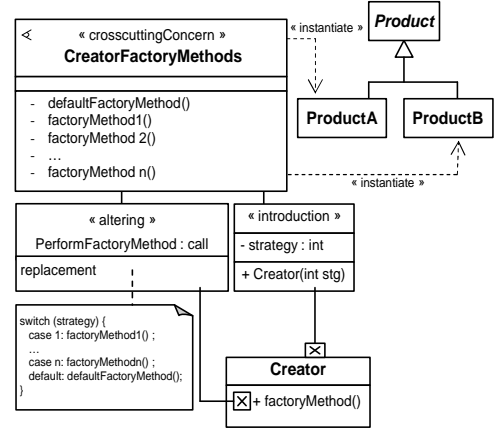 « crosscuttingConcern »
CreatorFactoryMethods
- defaultFactoryMethod()
- factoryMethod1()
- factoryMethod 2()
- ...
- factoryMethod n()
« instantiate »
Product
ProductA
ProductB
« instantiate »
« altering »
PerformFactoryMethod : call
replacement
« introduction »
- strategy : int
+ Creator(int stg)
switch (strategy) {
case 1: factoryMethod1() ;
...
case n: factoryMethodn() ;
default: defaultFactoryMethod();
}
Creator
+ factoryMethod()